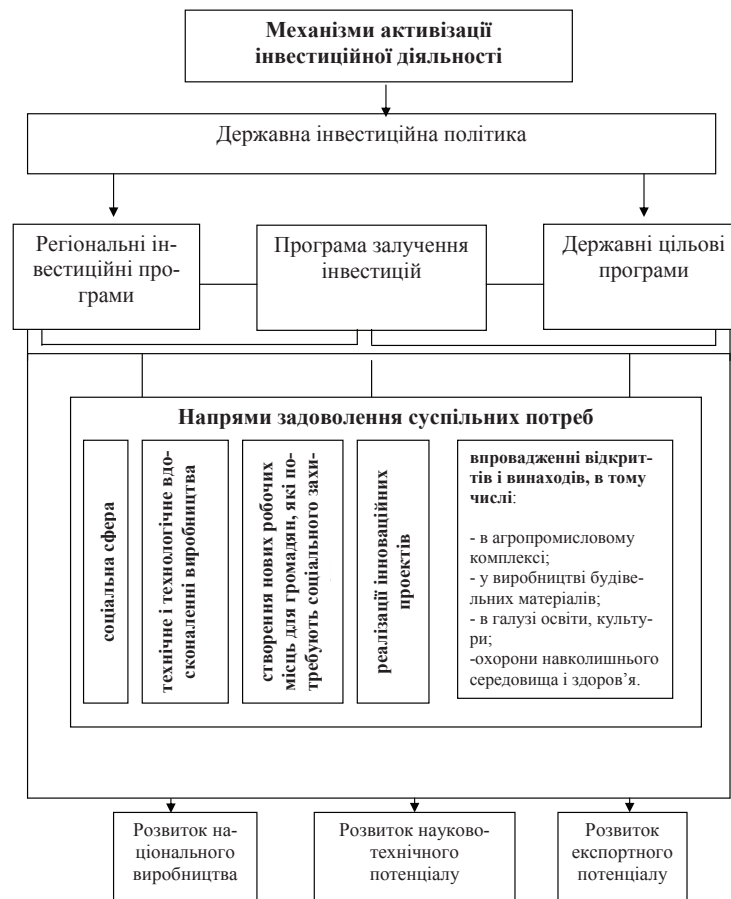 Механізми активізації
інвестиційної діяльності
Державна інвестиційна політика
Регіональні ін-
вестиційні про-
грами
Програма залучення
інвестицій
Державні цільові
програми
Напрями задоволення суспільних потреб
соціальна сфера
технічне і технологічне вдо-
сконаленні виробництва
створення нових робочих
місць для громадян, які по-
требують соціального захи-
реалізації інноваційних
проектів
впровадженні відкрит-
тів і винаходів, в тому
числі:
- в агропромисловому
комплексі;
- у виробництві будіве-
льних матеріалів;
- в галузі освіти, культу-
ри;
-охорони навколишнього
середовища і здоров’я.
Розвиток на-
ціонального
виробництва
Розвиток науково-
технічного
потенціалу
Розвиток
експортного
потенціалу